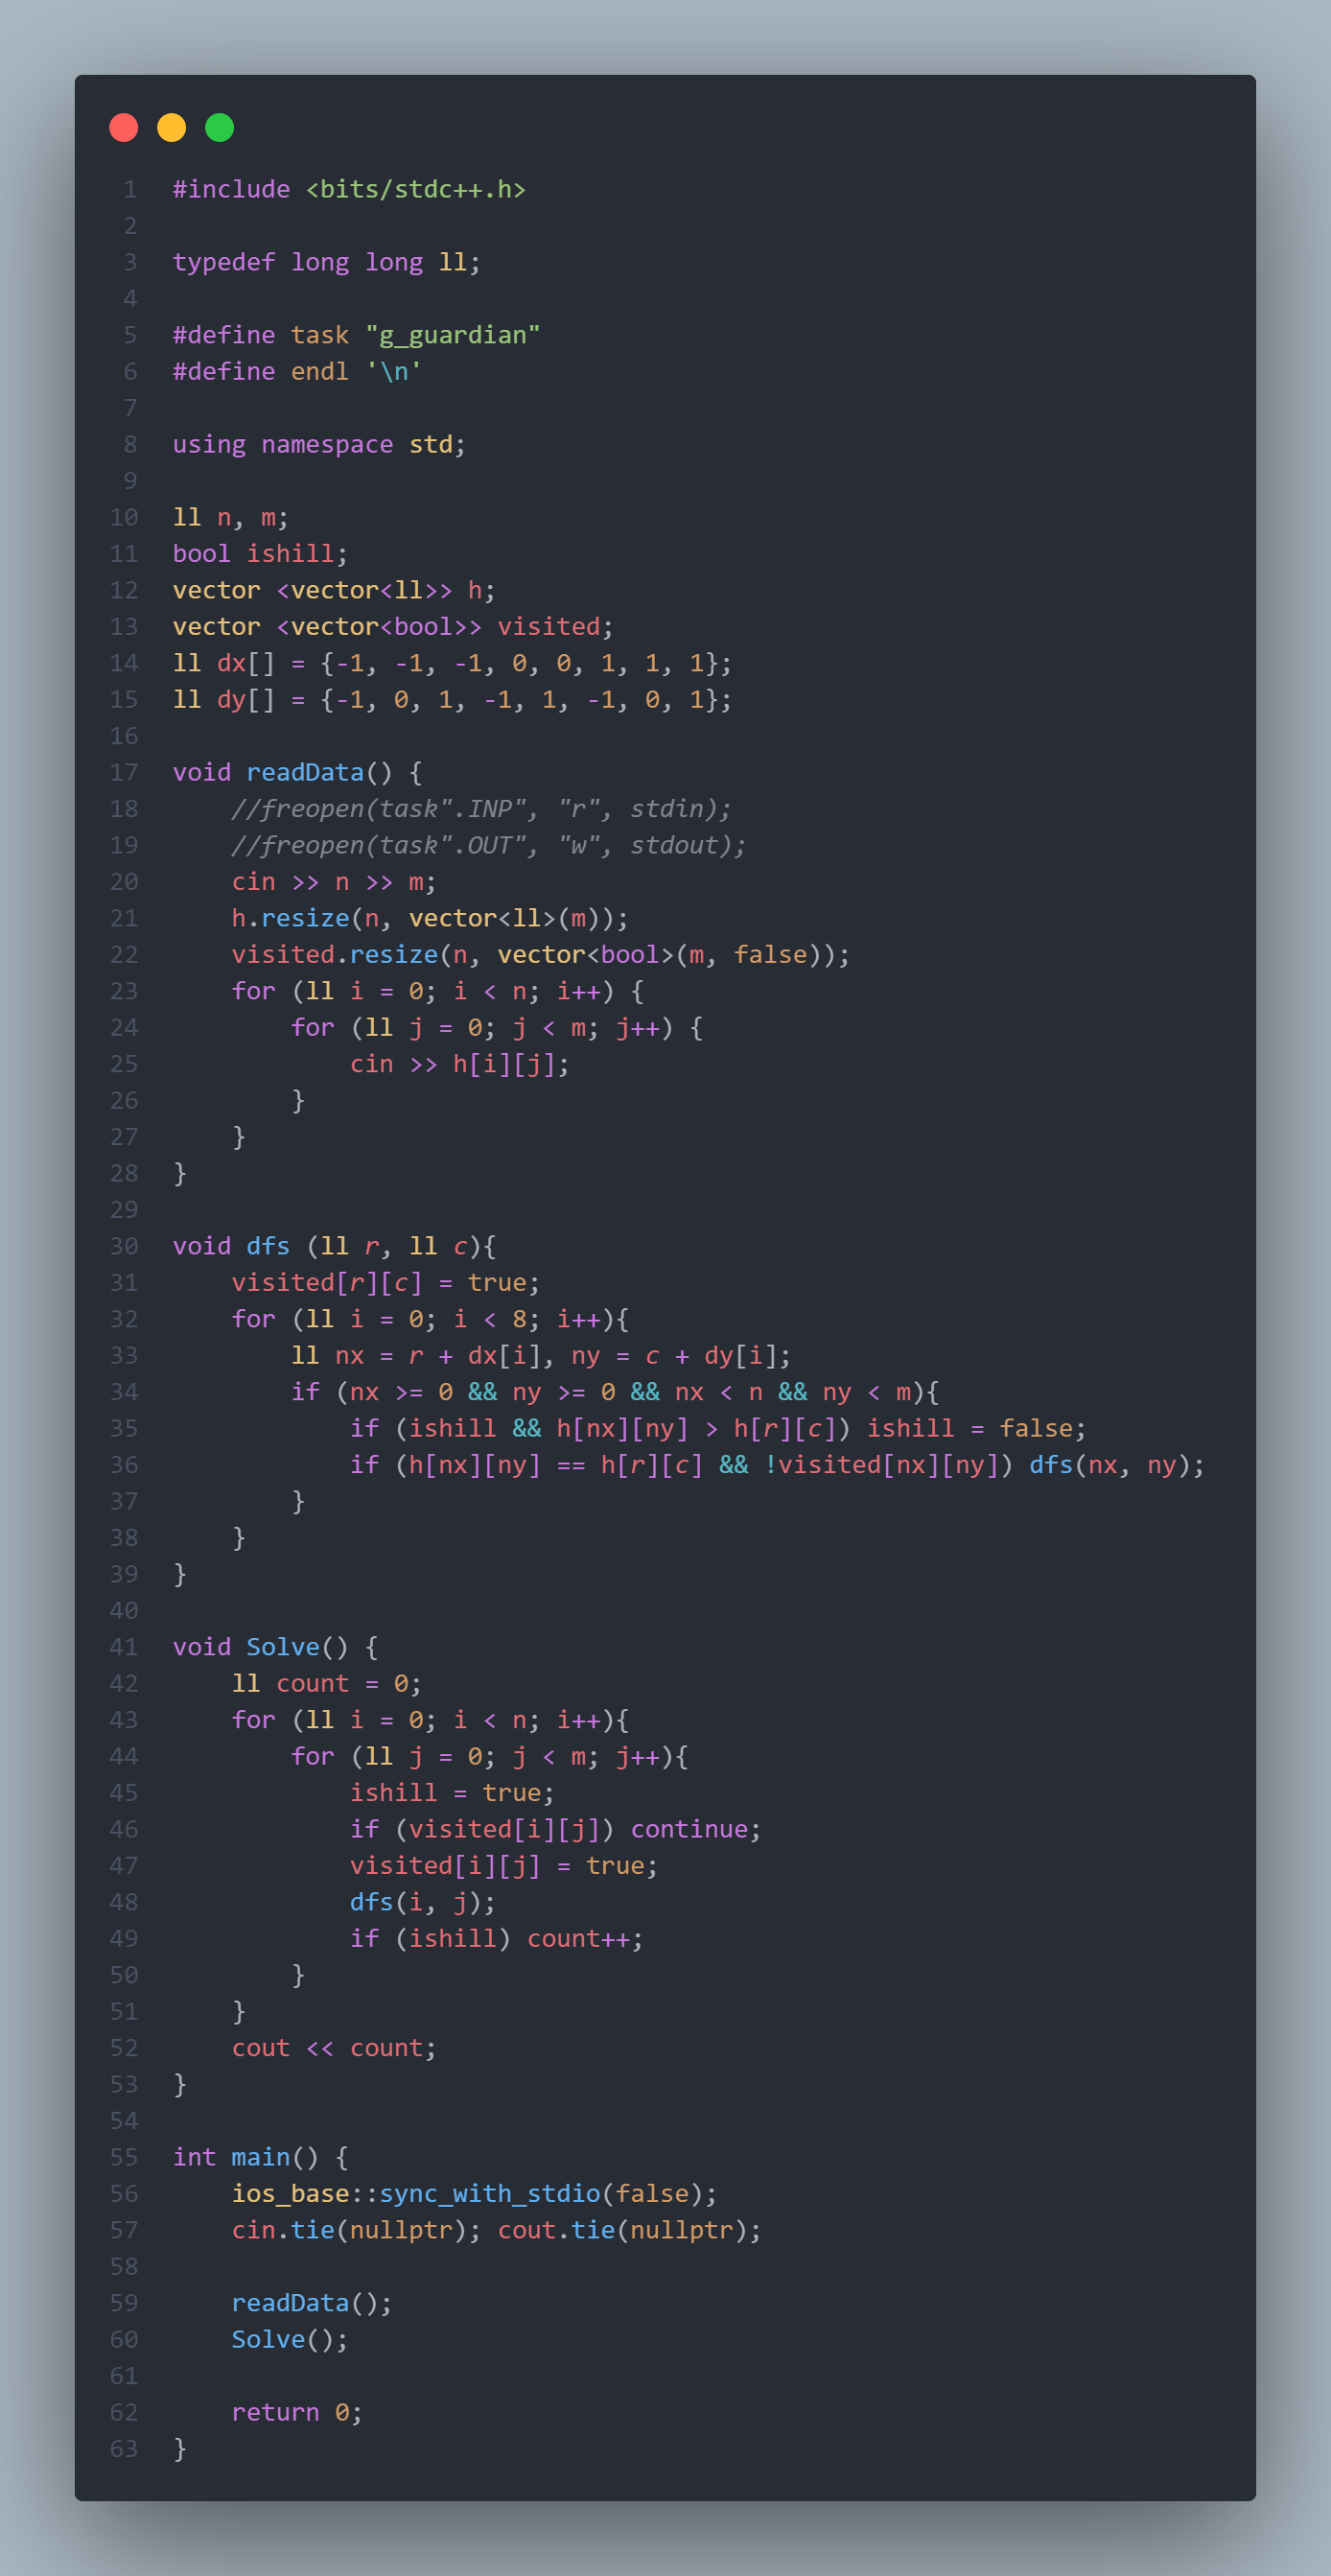 1 #include <bits/stdc++.h>
2
3 typedef long long ll;
4
5 #define task "g_guardian"
6 #define endl '\n'
7
8 using namespace std;
9
10 ll n, m;
11 bool ishill;
12 vector <vector<ll>> h;
13 vector <vector<bool>> visited;
14 ll dx[] = {-1, -1, -1, 0, 0, 1, 1, 1};
15 ll dy[] = {-1, 0, 1, -1, 1, -1, 0, 1};
16
17 void readData() {
18     //freopen(task".INP", "r", stdin);
19     //freopen(task".OUT", "w", stdout);
20     cin >> n >> m;
21     h.resize(n, vector<ll>(m));
22     visited.resize(n, vector<bool>(m, false));
23     for (ll i = 0; i < n; i++) {
24         for (ll j = 0; j < m; j++) {
25             cin >> h[i][j];
26         }
27     }
28 }
29
30 void dfs (ll r, ll c){
31     visited[r][c] = true;
32     for (ll i = 0; i < 8; i++){
33         ll nx = r + dx[i], ny = c + dy[i];
34         if (nx >= 0 && ny >= 0 && nx < n && ny < m){
35             if (ishill && h[nx][ny] > h[r][c]) ishill = false;
36             if (h[nx][ny] == h[r][c] && !visited[nx][ny]) dfs(nx, ny);
37         }
38     }
39 }
40
41 void Solve() {
42     ll count = 0;
43     for (ll i = 0; i < n; i++){
44         for (ll j = 0; j < m; j++){
45             ishill = true;
46             if (visited[i][j]) continue;
47             visited[i][j] = true;
48             dfs(i, j);
49             if (ishill) count++;
50         }
51     }
52     cout << count;
53 }
54
55 int main() {
56     ios_base::sync_with_stdio(false);
57     cin.tie(nullptr); cout.tie(nullptr);
58
59     readData();
60     Solve();
61
62     return 0;
63 }